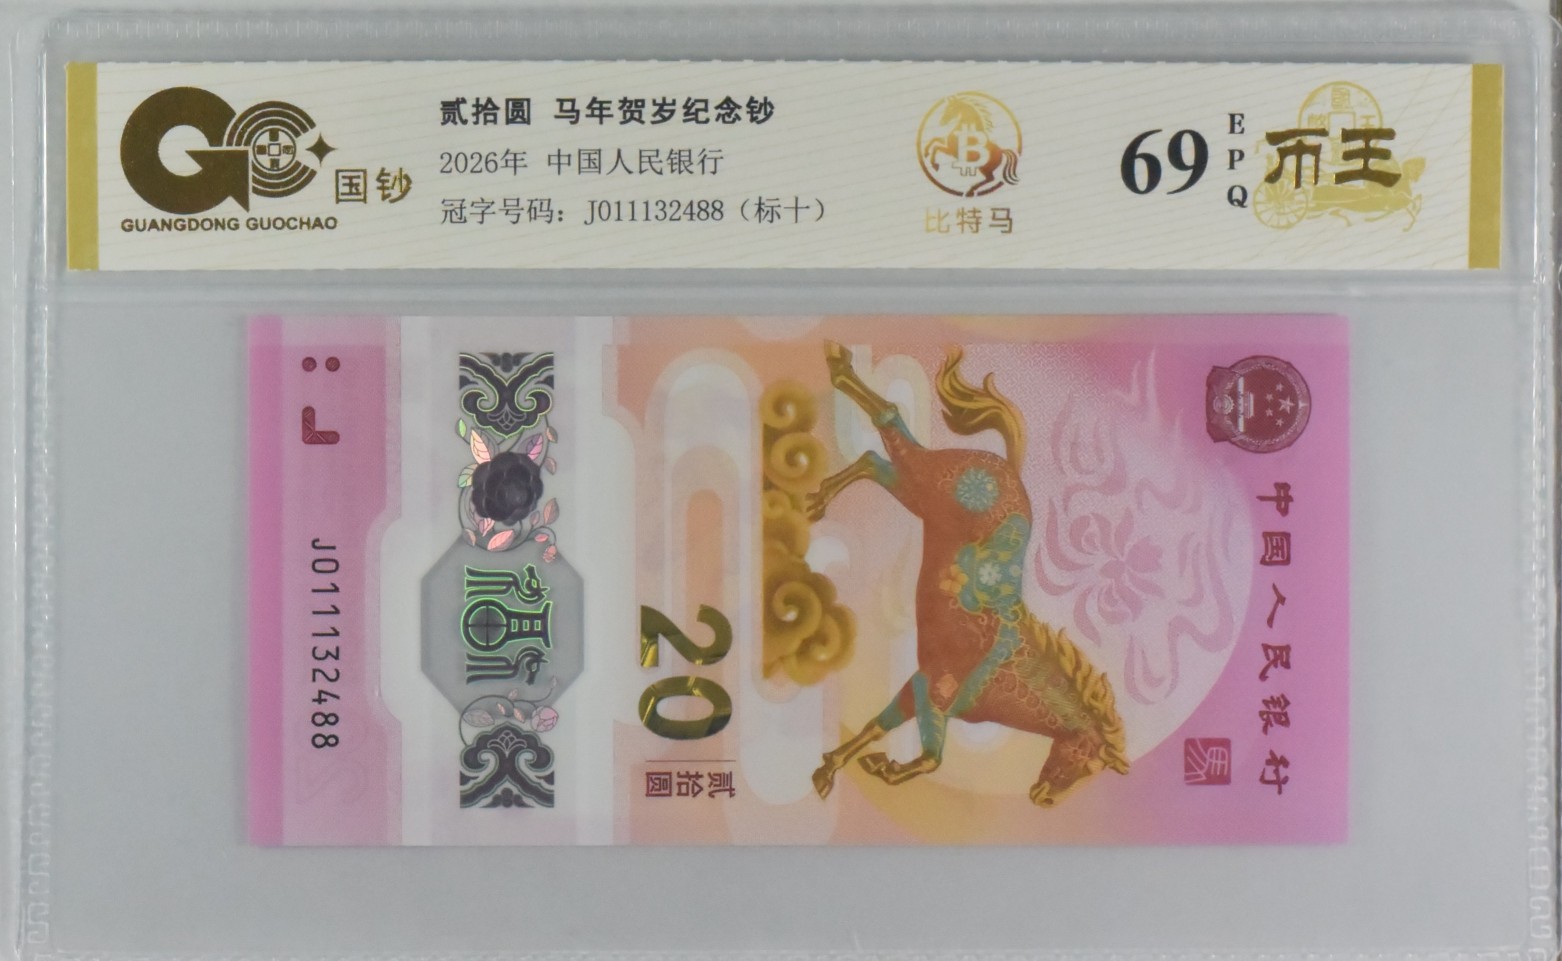 国钞
GUANGDONG GUOCHAO
贰拾圆 马年贺岁纪念钞
2026年 中国人民银行
冠字号码：J011132488（标十）
比特马
69
EPQ
币王
中国人民银行
马
20
贰拾圆
J011132488